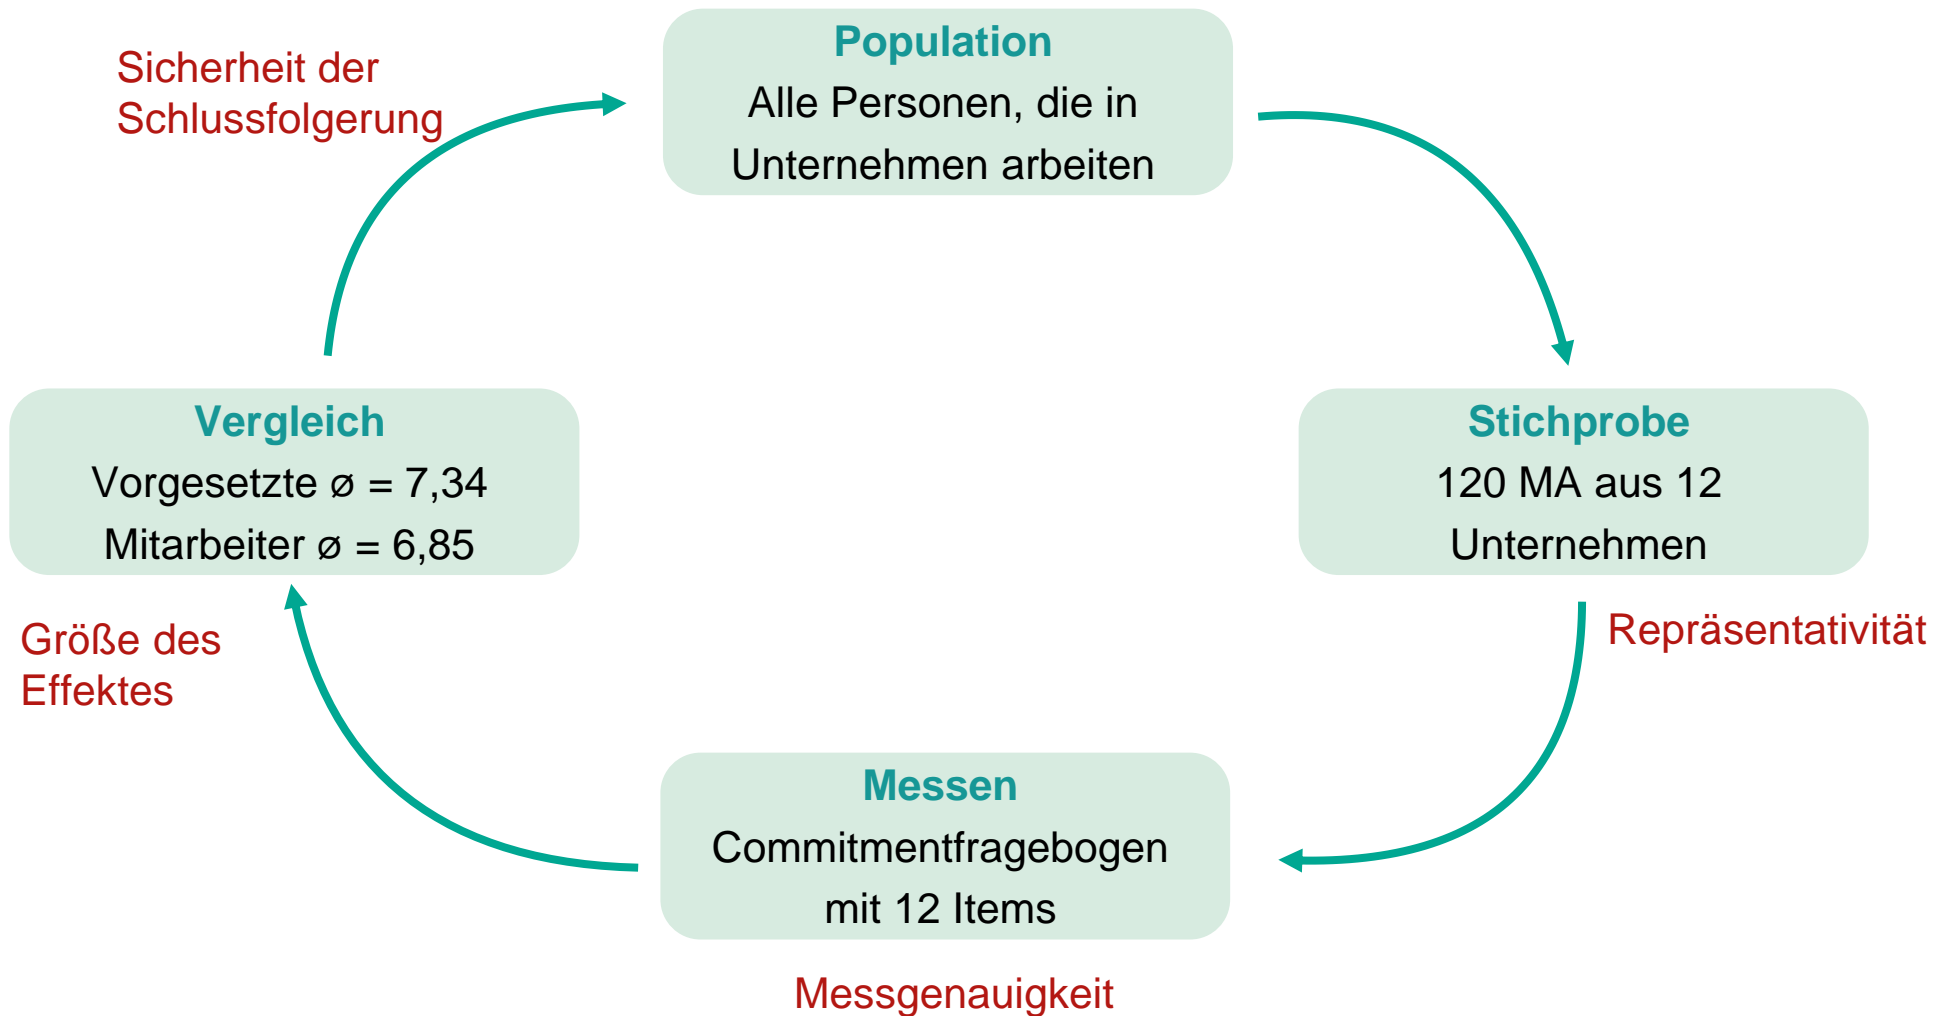 Population
Alle Personen, die in
Unternehmen arbeiten
Sicherheit der
Schlussfolgerung
Vergleich
Vorgesetzte ø = 7,34
Mitarbeiter ø = 6,85
Stichprobe
120 MA aus 12
Unternehmen
Größe des
Effektes
Repräsentativität
Messen
Commitmentfragebogen
mit 12 Items
Messgenauigkeit